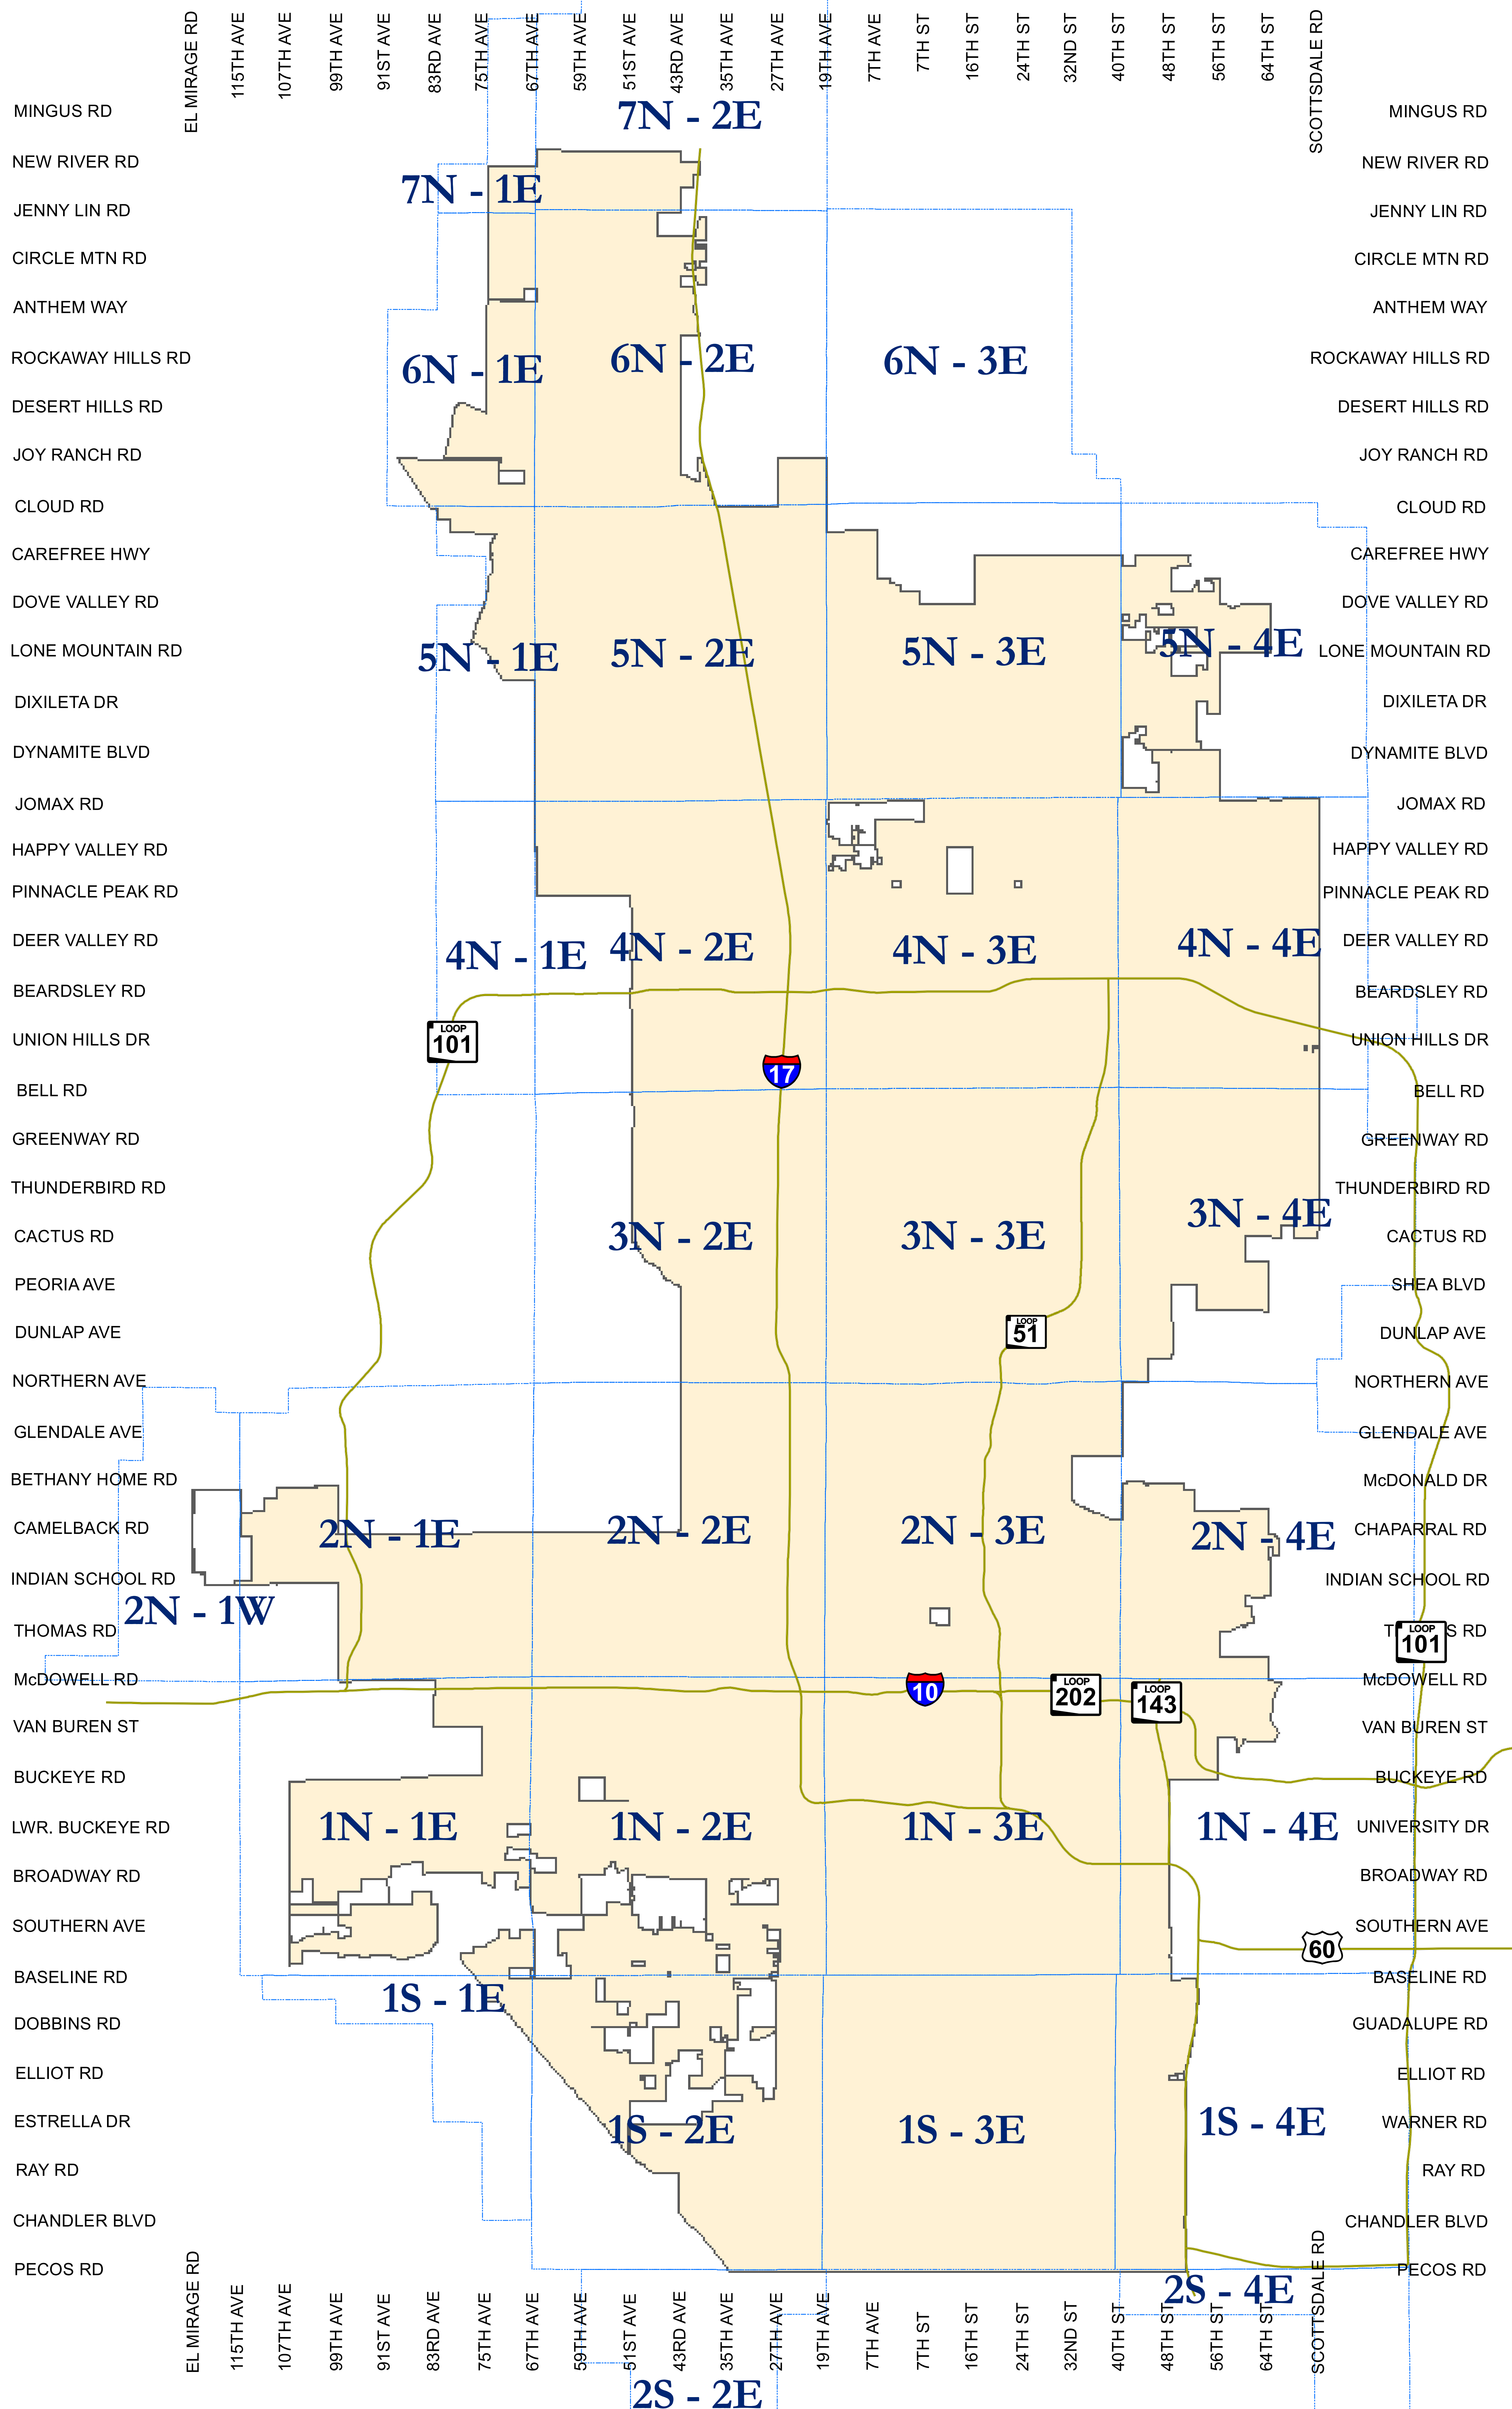 EL MIRAGE RD
115TH AVE
107TH AVE
99TH AVE
91ST AVE
83RD AVE
75TH AVE
67TH AVE
59TH AVE
51ST AVE
43RD AVE
35TH AVE
27TH AVE
19TH AVE
7TH AVE
7TH ST
16TH ST
24TH ST
32ND ST
40TH ST
48TH ST
56TH ST
64TH ST
SCOTTSDALE RD
MINGUS RD
7N - 2E
MINGUS RD
NEW RIVER RD
NEW RIVER RD
7N - 1E
JENNY LIN RD
JENNY LIN RD
CIRCLE MTN RD
CIRCLE MTN RD
ANTHEM WAY
ANTHEM WAY
ROCKAWAY HILLS RD
6N - 1E
6N - 2E
6N - 3E
ROCKAWAY HILLS RD
DESERT HILLS RD
DESERT HILLS RD
JOY RANCH RD
JOY RANCH RD
CLOUD RD
CLOUD RD
CAREFREE HWY
CAREFREE HWY
DOVE VALLEY RD
DOVE VALLEY RD
LONE MOUNTAIN RD
5N - 1E
5N - 2E
5N - 3E
5N - 4E
LONE MOUNTAIN RD
DIXILETA DR
DIXILETA DR
DYNAMITE BLVD
DYNAMITE BLVD
JOMAX RD
JOMAX RD
HAPPY VALLEY RD
HAPPY VALLEY RD
PINNACLE PEAK RD
PINNACLE PEAK RD
DEER VALLEY RD
4N - 1E
4N - 2E
4N - 3E
4N - 4E
DEER VALLEY RD
BEARDSLEY RD
BEARDSLEY RD
UNION HILLS DR
LOOP
101
UNION HILLS DR
17
BELL RD
BELL RD
GREENWAY RD
GREENWAY RD
THUNDERBIRD RD
THUNDERBIRD RD
3N - 4E
CACTUS RD
3N - 2E
3N - 3E
CACTUS RD
PEORIA AVE
SHEA BLVD
DUNLAP AVE
LOOP
51
DUNLAP AVE
NORTHERN AVE
NORTHERN AVE
GLENDALE AVE
GLENDALE AVE
BETHANY HOME RD
McDONALD DR
CAMELBACK RD
2N - 1E
2N - 2E
2N - 3E
2N - 4E
CHAPARRAL RD
INDIAN SCHOOL RD
INDIAN SCHOOL RD
2N - 1W
THOMAS RD
LOOP
101
McDOWELL RD
McDOWELL RD
10
LOOP
202
LOOP
143
VAN BUREN ST
VAN BUREN ST
BUCKEYE RD
BUCKEYE RD
LWR. BUCKEYE RD
1N - 1E
1N - 2E
1N - 3E
1N - 4E
UNIVERSITY DR
BROADWAY RD
BROADWAY RD
SOUTHERN AVE
SOUTHERN AVE
60
BASELINE RD
BASELINE RD
1S - 1E
DOBBINS RD
GUADALUPE RD
ELLIOT RD
ELLIOT RD
ESTRELLA DR
1S - 2E
1S - 3E
1S - 4E
WARNER RD
RAY RD
RAY RD
CHANDLER BLVD
CHANDLER BLVD
PECOS RD
PECOS RD
2S - 4E
EL MIRAGE RD
115TH AVE
107TH AVE
99TH AVE
91ST AVE
83RD AVE
75TH AVE
67TH AVE
59TH AVE
51ST AVE
43RD AVE
35TH AVE
27TH AVE
19TH AVE
7TH AVE
7TH ST
16TH ST
24TH ST
32ND ST
40TH ST
48TH ST
56TH ST
64TH ST
SCOTTSDALE RD
2S - 2E